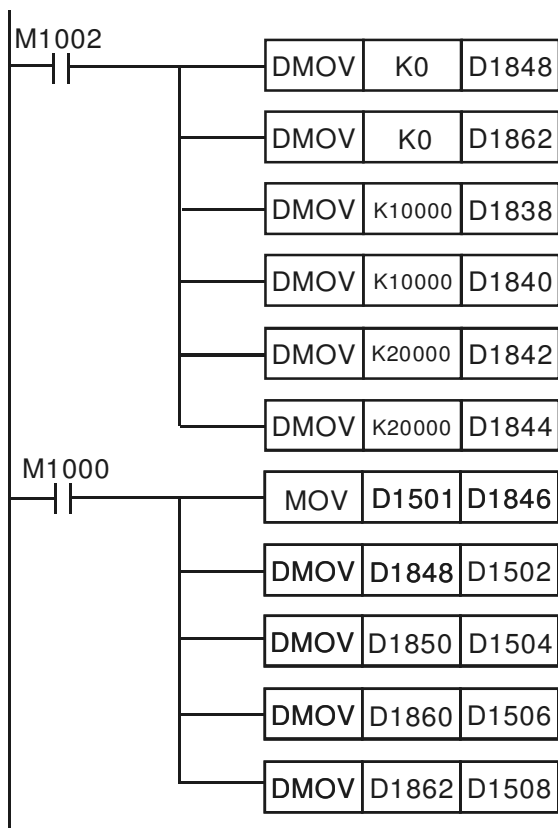 M1002
DMOV K0 D1848
DMOV K0 D1862
DMOV K10000 D1838
DMOV K10000 D1840
DMOV K20000 D1842
DMOV K20000 D1844
M1000
MOV D1501 D1846
DMOV D1848 D1502
DMOV D1850 D1504
DMOV D1860 D1506
DMOV D1862 D1508